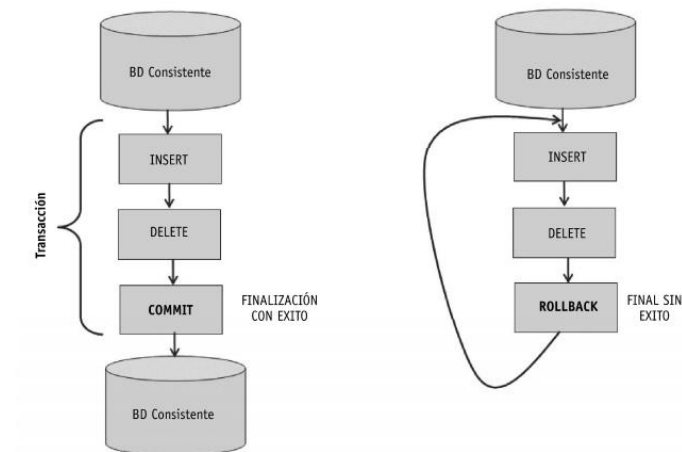 BD Consistente
Transacción
INSERT
DELETE
COMMIT
FINALIZACIÓN
CON EXITO
BD Consistente
BD Consistente
INSERT
DELETE
ROLLBACK
FINAL SIN
EXITO